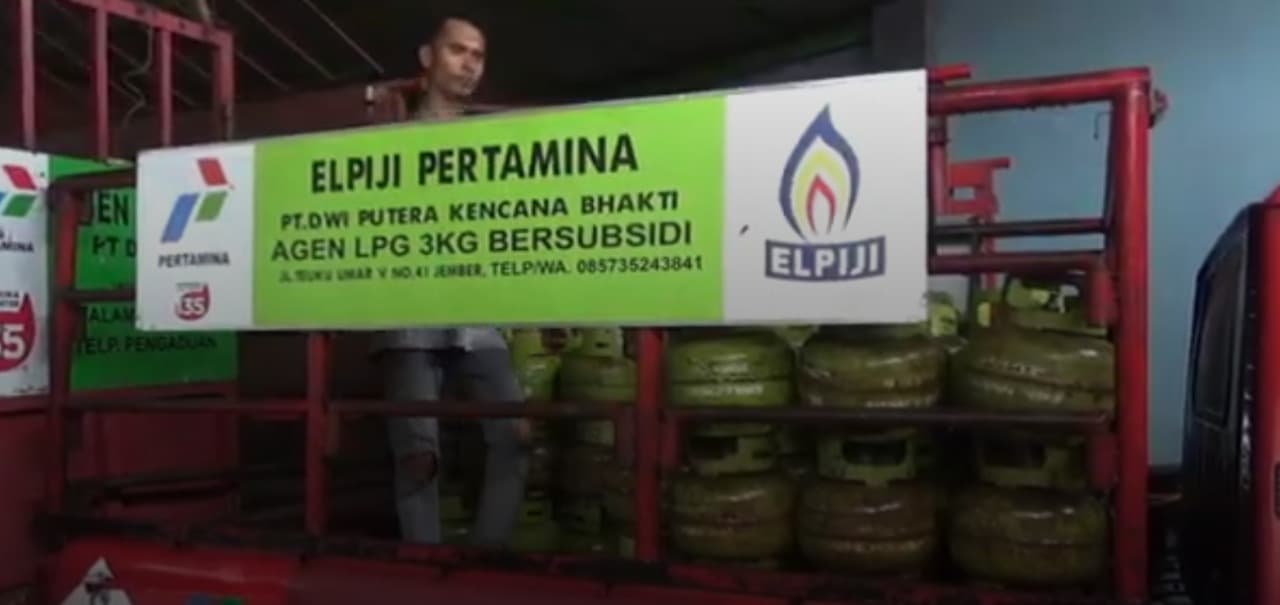 ELPIJI PERTAMINA
PT.DWI PUTERA KENCANA BHAKTI
AGEN LPG 3KG BERSUBSIDI
JL.TEUKU UMAR V NO.41 JEMBER, TELP/WA. 085735243841
PERTAMINA
135
ELPIJI
TELP. PENGADUAN